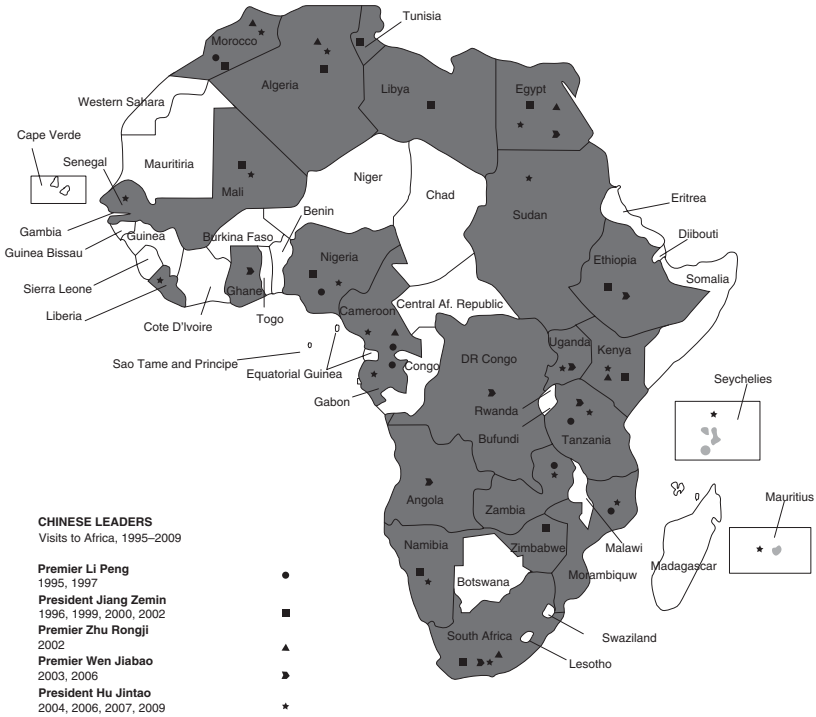 Tunisia
Morocco
Algeria
Libya
Egypt
Western Sahara
Cape Verde
Senegal
Mauritiria
Mali
Niger
Chad
Sudan
Eritrea
Benin
Gambia
Guinea
Burkina Faso
Djibouti
Guinea Bissau
Nigeria
Ethiopia
Somalia
Sierra Leone
Ghane
Liberia
Cote D'lvoire
Togo
Cameroon
Central Af. Republic
Uganda
Kenya
Sao Tame and Principe
Equatorial Guinea
Congo
DR Congo
Gabon
Rwanda
Bufundi
Tanzania
Seychelies
Angola
Zambia
Mauritius
Malawi
Namibia
Zimbabwe
Botswana
Morambiquw
Madagascar
South Africa
Swaziland
Lesotho
CHINESE LEADERS
Visits to Africa, 1995–2009
Premier Li Peng
1995, 1997
President Jiang Zemin
1996, 1999, 2000, 2002
Premier Zhu Rongji
2002
Premier Wen Jiabao
2003, 2006
President Hu Jintao
2004, 2006, 2007, 2009